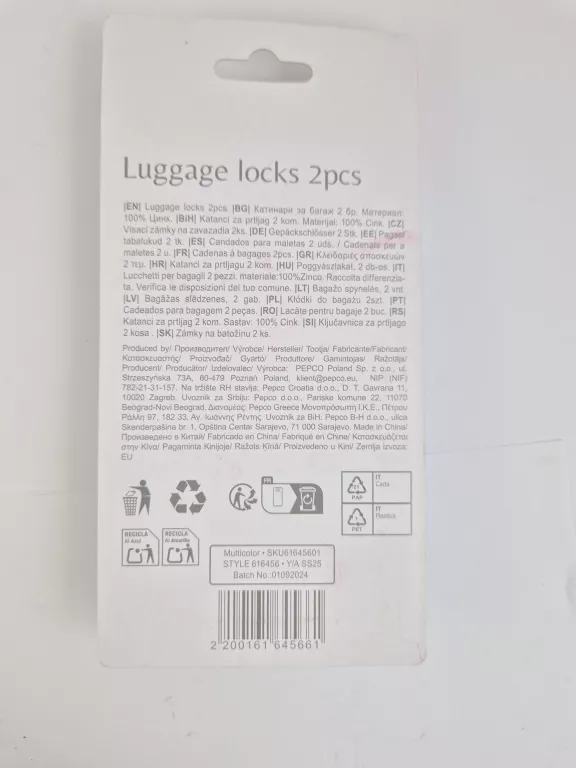 Luggage locks 2pcs
|EN| Luggage locks 2pcs. |BG| Катинари за багаж 2 бр. Материал:
100% Цинк. |BiH| Katanci za prtljag 2 kom. Materijal: 100% Cink. |CZ|
Visací zámky na zavazadla 2ks. |DE| Gepäckschlösser 2 Stk. |EE| Pagasi
tabalukud 2 tk. |ES| Candados para maletas 2 uds. / Cadenats per a
maletes 2 u. |FR| Cadenas à bagages 2pcs. |GR| Κλειδαριές αποσκευών
2 τεμ. |HR| Katanci za prtljagu 2 kom. |HU| Poggyászlakat, 2 db-os. |IT|
Lucchetti per bagagli 2 pezzi. materiale:100%Zinco. Raccolta differenzia-
ta. Verifica le disposizioni del tuo comune. |LT| Bagažo spynelės, 2 vnt.
|LV| Bagāžas slēdzenes, 2 gab. |PL| Kłódki do bagażu 2szt. |PT|
Cadeados para bagagem 2 peças. |RO| Lacăte pentru bagaje 2 buc. |RS|
Katanci za prtljag 2 kom. Sastav: 100% Cink. |SI| Ključavnica za prtljago
2 kosa . |SK| Zámky na batožinu 2 ks.
Produced by/ Производител/ Výrobce/ Hersteller/ Tootja/ Fabricante/Fabricant/
Κατασκευαστής/ Proizvođač/ Gyártó/ Produttore/ Gamintojas/ Ražotājs/
Producent/ Producător/ Izdelovalec/ Výrobca: PEPCO Poland Sp. z o.o. ul.
Strzeszyńska 73A, 60-479 Poznań Poland, klient@pepco.eu, NIP (NIF)
782-21-31-157. Na tržište RH stavlja: Pepco Croatia d.o.o., D. T. Gavrana 11,
10020 Zagreb. Uvoznik za Srbiju: Pepco d.o.o., Pariske komune 22, 11070
Beograd-Novi Beograd. Διανομέας: Pepco Greece Μονοπρόσωπη Ι.Κ.Ε., Πέτρου
Ράλλη 97, 182 33, Αγ. Ιωάννης Ρέντης. Uvoznik za BiH: Pepco B-H d.o.o., ulica
Skenderpašina br. 1, Opština Centar Sarajevo, 71 000 Sarajevo. Made in China/
Произведено в Китай/ Fabricado en China/ Fabriqué en Chine/ Κατασκευάζεται
στην Κίνα/ Pagaminta Kinijoje/ Ražots Ķīnā/ Proizvedeno u Kini/ Zemlja izvoza:
EU
FR
21
PAP
IT
Carta
1
PET
IT
Plastica
RECICLA
Al Azul
RECICLA
Al Amarillo
Multicolor • SKU61645601
STYLE 616456 • Y/A SS25
Batch No.:01092024
2 200161 645661